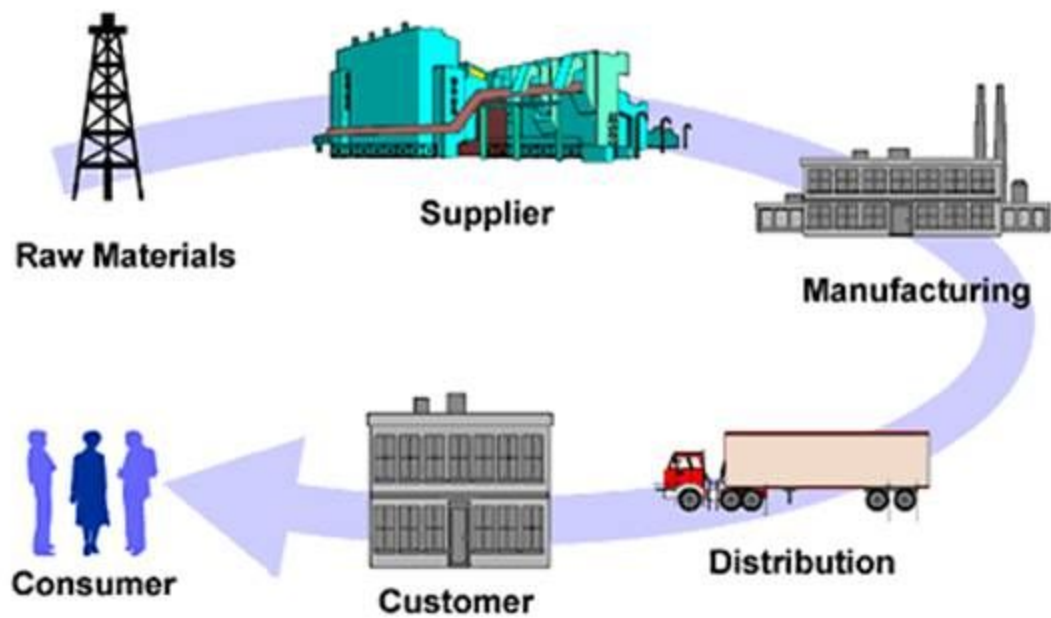 Raw Materials
Supplier
Manufacturing
Distribution
Customer
Consumer